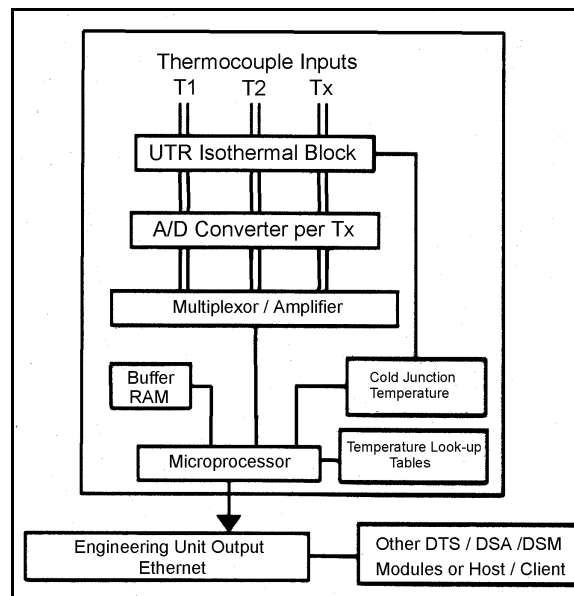 Thermocouple Inputs
T1 T2 Tx
UTR Isothermal Block
A/D Converter per Tx
Multiplexor / Amplifier
Buffer
RAM
Cold Junction
Temperature
Microprocessor
Temperature Look-up
Tables
Engineering Unit Output
Ethernet
Other DTS / DSA /DSM
Modules or Host / Client